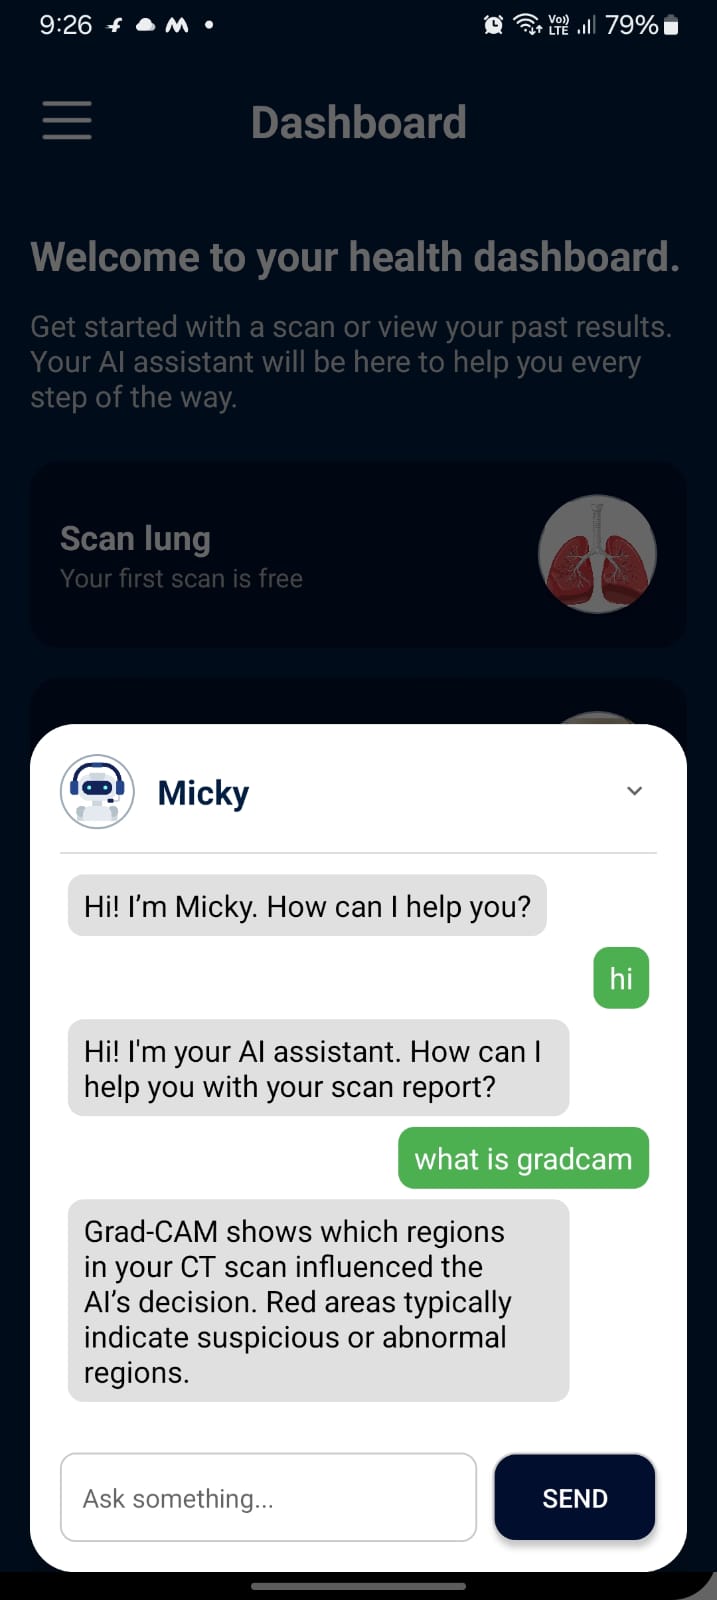 9:26
Vo))
LTE
79%
Dashboard
Welcome to your health dashboard.
Get started with a scan or view your past results.
Your AI assistant will be here to help you every
step of the way.
Scan lung
Your first scan is free
Micky
Hi! I’m Micky. How can I help you?
hi
Hi! I'm your AI assistant. How can I
help you with your scan report?
what is gradcam
Grad-CAM shows which regions
in your CT scan influenced the
AI’s decision. Red areas typically
indicate suspicious or abnormal
regions.
Ask something...
SEND